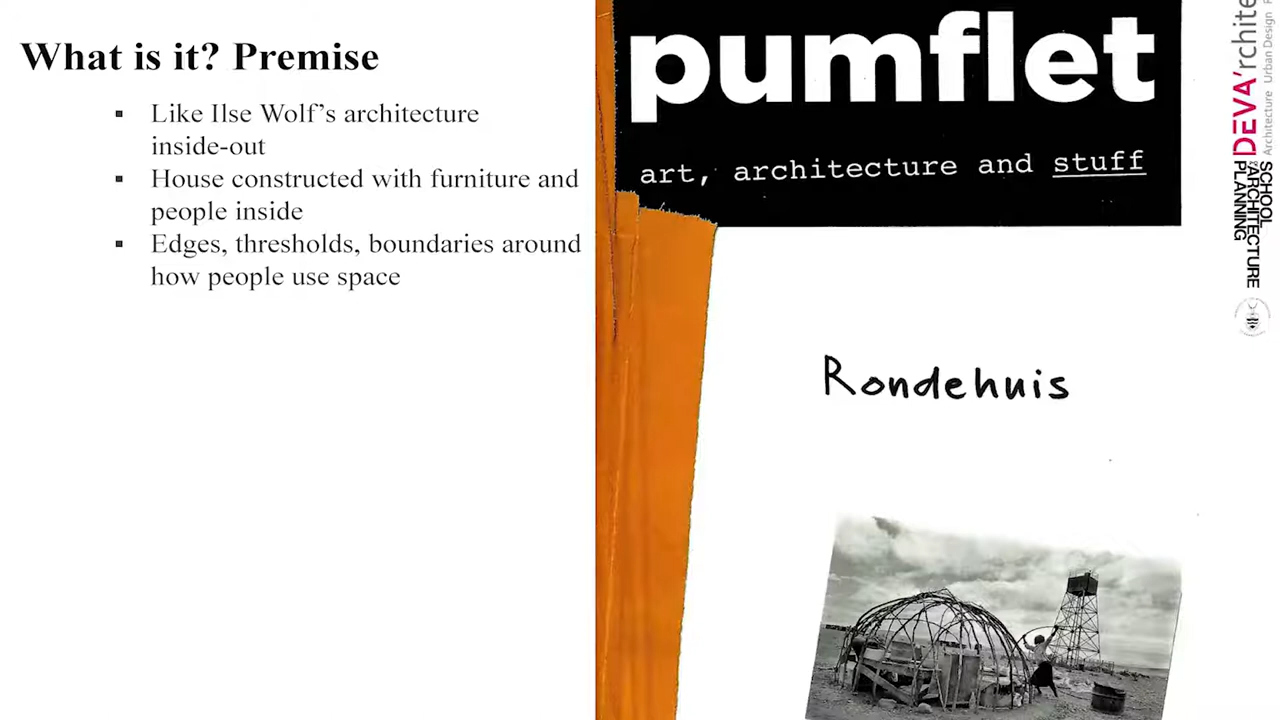 What is it? Premise
Like Ilse Wolf’s architecture
inside-out
House constructed with furniture and
people inside
Edges, thresholds, boundaries around
how people use space
pumflet
art, architecture and stuff
Rondehuis
DEVA'rchite
Architecture Urban Design
SCHOOL
ARCHITECTURE
PLANNING